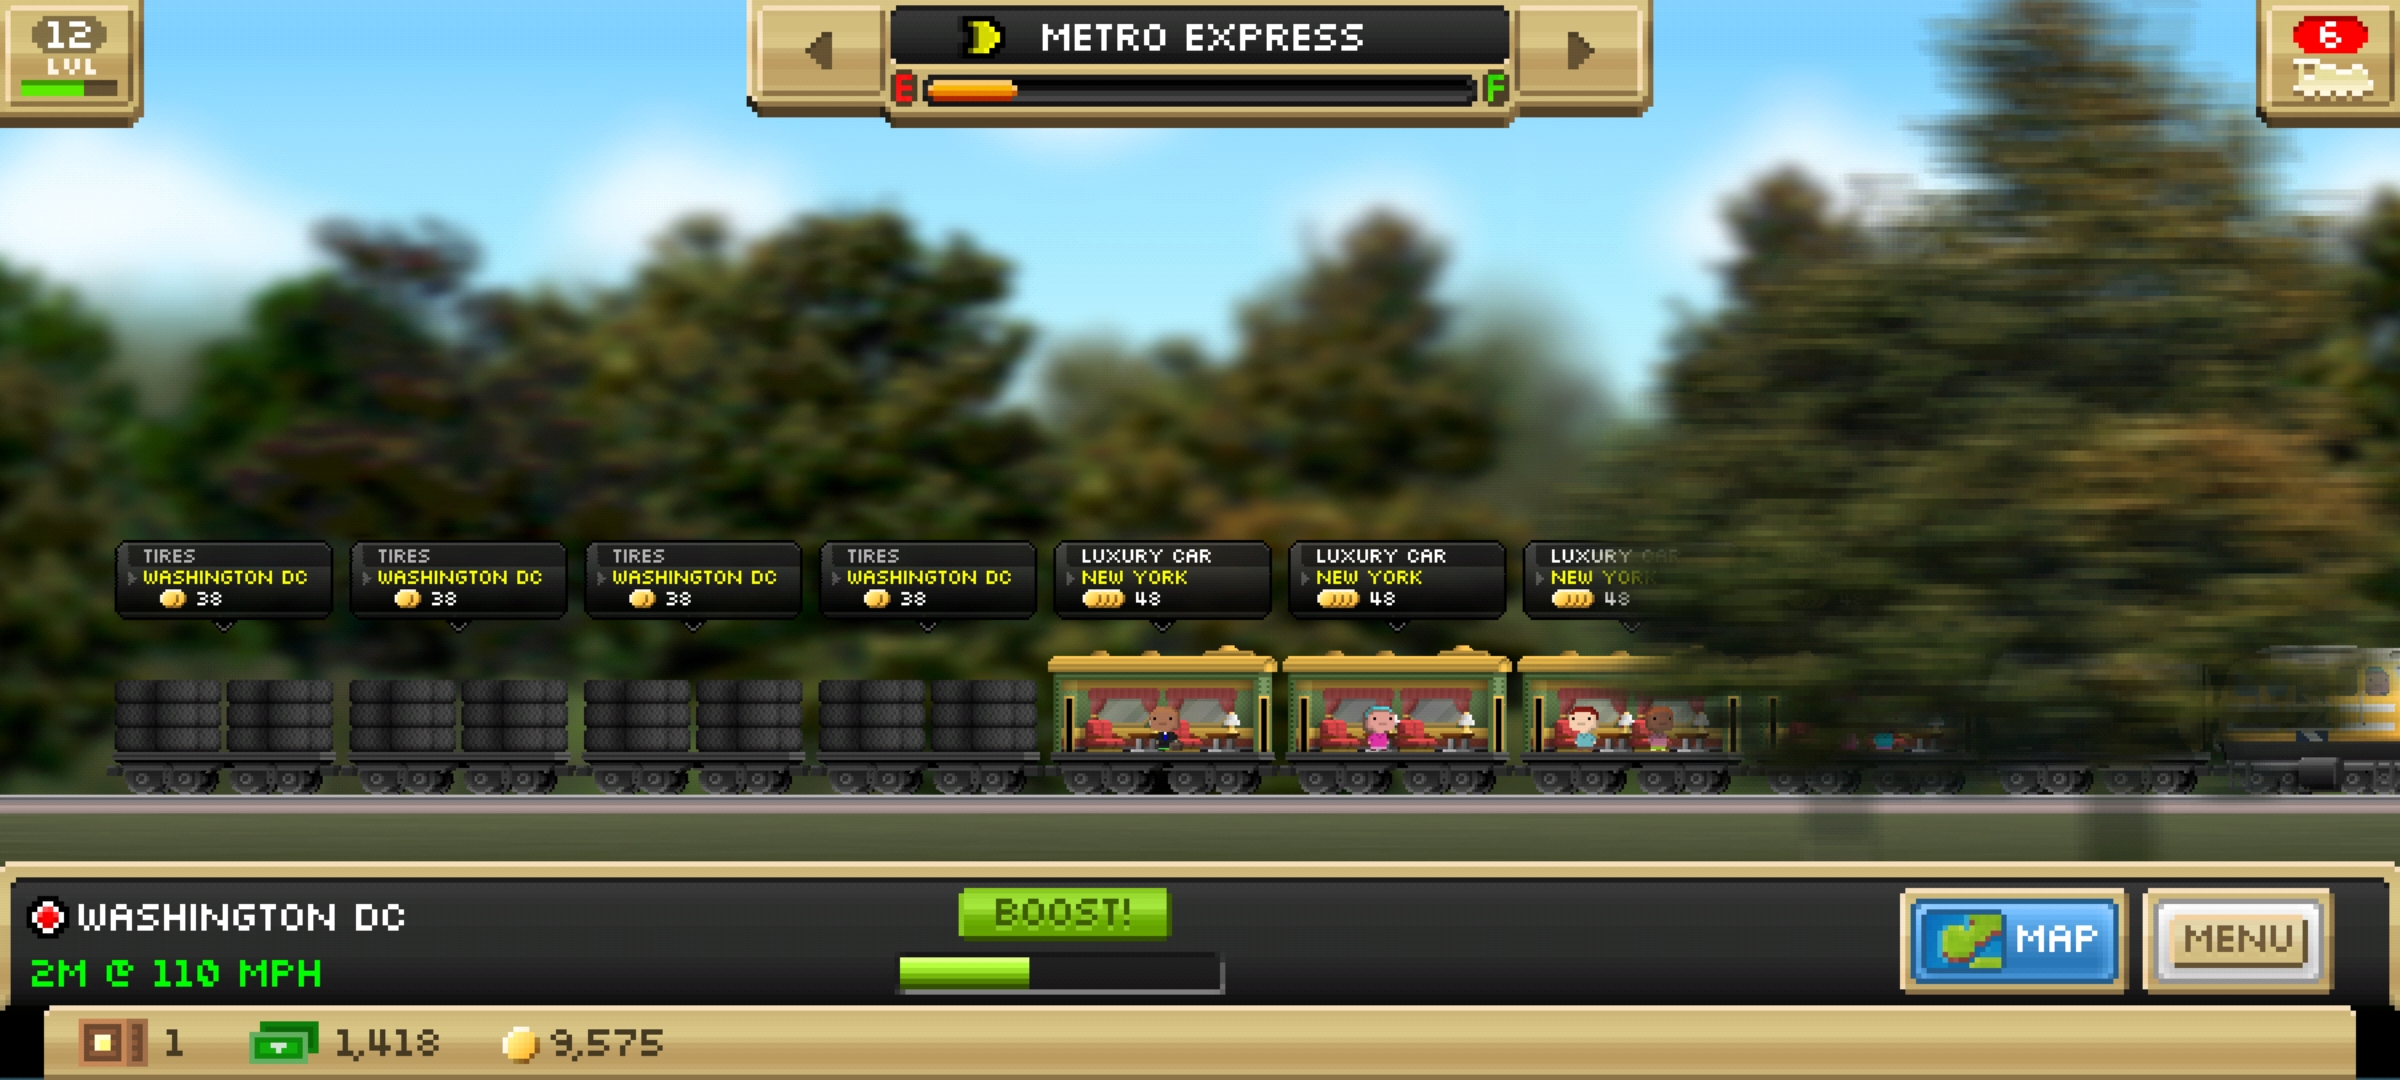 12
LVL
METRO EXPRESS
E F
6
TIRES
WASHINGTON DC
38
TIRES
WASHINGTON DC
38
TIRES
WASHINGTON DC
38
TIRES
WASHINGTON DC
38
LUXURY CAR
NEW YORK
48
LUXURY CAR
NEW YORK
48
LUXURY CAR
NEW YORK
48
WASHINGTON DC
2M @ 110 MPH
BOOST!
MAP
MENU
1
1,418
9,575